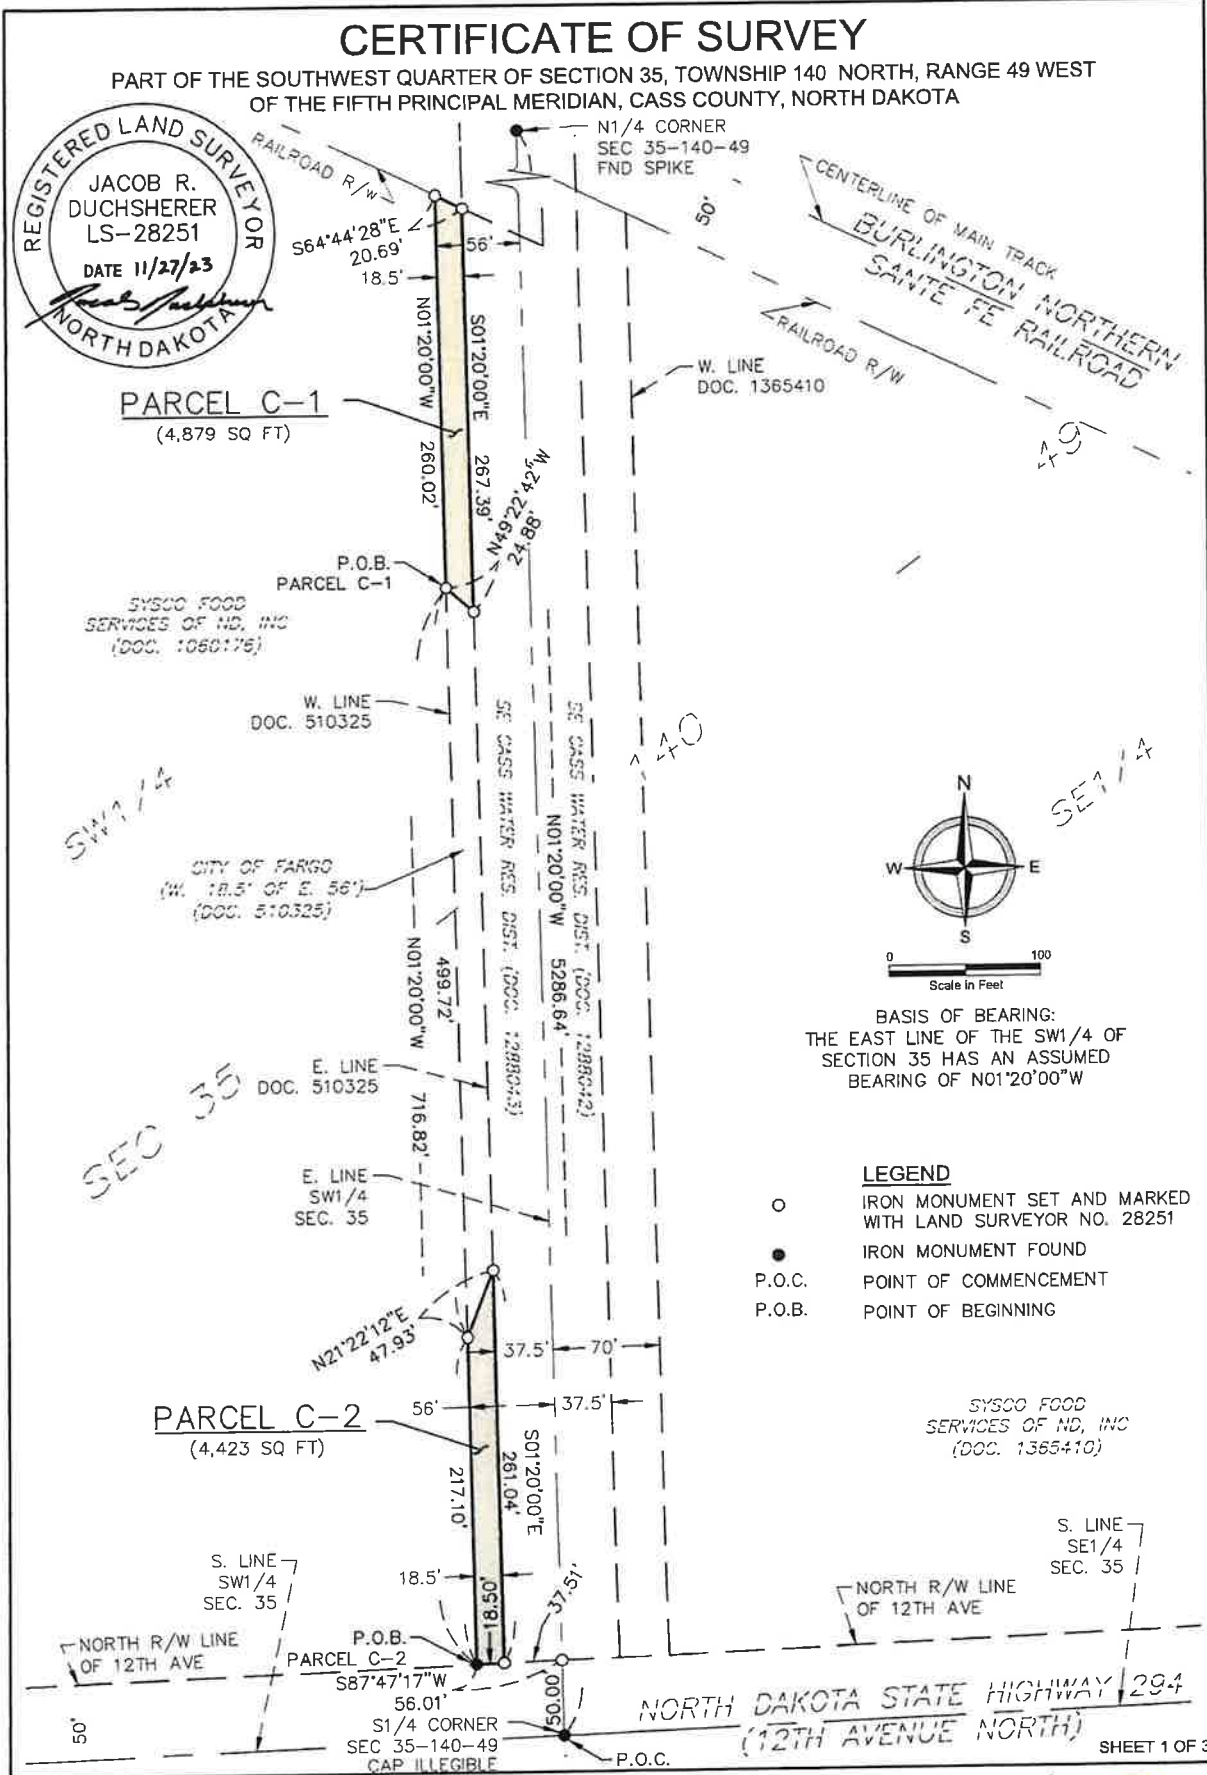 CERTIFICATE OF SURVEY
PART OF THE SOUTHWEST QUARTER OF SECTION 35, TOWNSHIP 140 NORTH, RANGE 49 WEST
OF THE FIFTH PRINCIPAL MERIDIAN, CASS COUNTY, NORTH DAKOTA
REGISTERED LAND SURVEYOR
JACOB R.
DUCHSHERER
LS-28251
DATE 11/27/23
NORTH DAKOTA
RAILROAD R/W
N1/4 CORNER
SEC 35-140-49
FND SPIKE
50'
CENTERLINE OF MAIN TRACK
BURLINGTON NORTHERN
SANTE FE RAILROAD
RAILROAD R/W
S64°44'28"E
20.69'
56'
18.5'
N01°20'00"W
260.02'
S01°20'00"E
267.39'
W. LINE
DOC. 1365410
PARCEL C-1
(4,879 SQ FT)
49
N49°22'42"W
24.88'
P.O.B.
PARCEL C-1
SYSCO FOOD
SERVICES OF ND, INC
(DOC. 1060176)
W. LINE
DOC. 510325
SE CASS WATER RES. DIST. (DOC. 1288043)
SE CASS WATER RES. DIST. (DOC. 1288042)
140
SW1/4
SE1/4
CITY OF FARGO
(W. 18.5' OF E. 56')
(DOC. 510325)
N01°20'00"W 716.82'
499.72'
N01°20'00"W 5286.64'
N
W
E
S
0 100
Scale in Feet
BASIS OF BEARING:
THE EAST LINE OF THE SW1/4 OF
SECTION 35 HAS AN ASSUMED
BEARING OF N01°20'00"W
E. LINE
DOC. 510325
SEC 35
E. LINE
SW1/4
SEC. 35
LEGEND
IRON MONUMENT SET AND MARKED
WITH LAND SURVEYOR NO. 28251
IRON MONUMENT FOUND
P.O.C. POINT OF COMMENCEMENT
P.O.B. POINT OF BEGINNING
N21°22'12"E
47.93'
37.5'
70'
56'
37.5'
PARCEL C-2
(4,423 SQ FT)
217.10'
S01°20'00"E
261.04'
SYSCO FOOD
SERVICES OF ND, INC
(DOC. 1365410)
S. LINE
SW1/4
SEC. 35
18.5'
18.50'
37.51'
S. LINE
SE1/4
SEC. 35
NORTH R/W LINE
OF 12TH AVE
NORTH R/W LINE
OF 12TH AVE
P.O.B.
PARCEL C-2
S87°47'17"W
56.01'
50.00'
50'
S1/4 CORNER
SEC 35-140-49
CAP ILLEGIBLE
P.O.C.
NORTH DAKOTA STATE HIGHWAY 294
(12TH AVENUE NORTH)
SHEET 1 OF 3